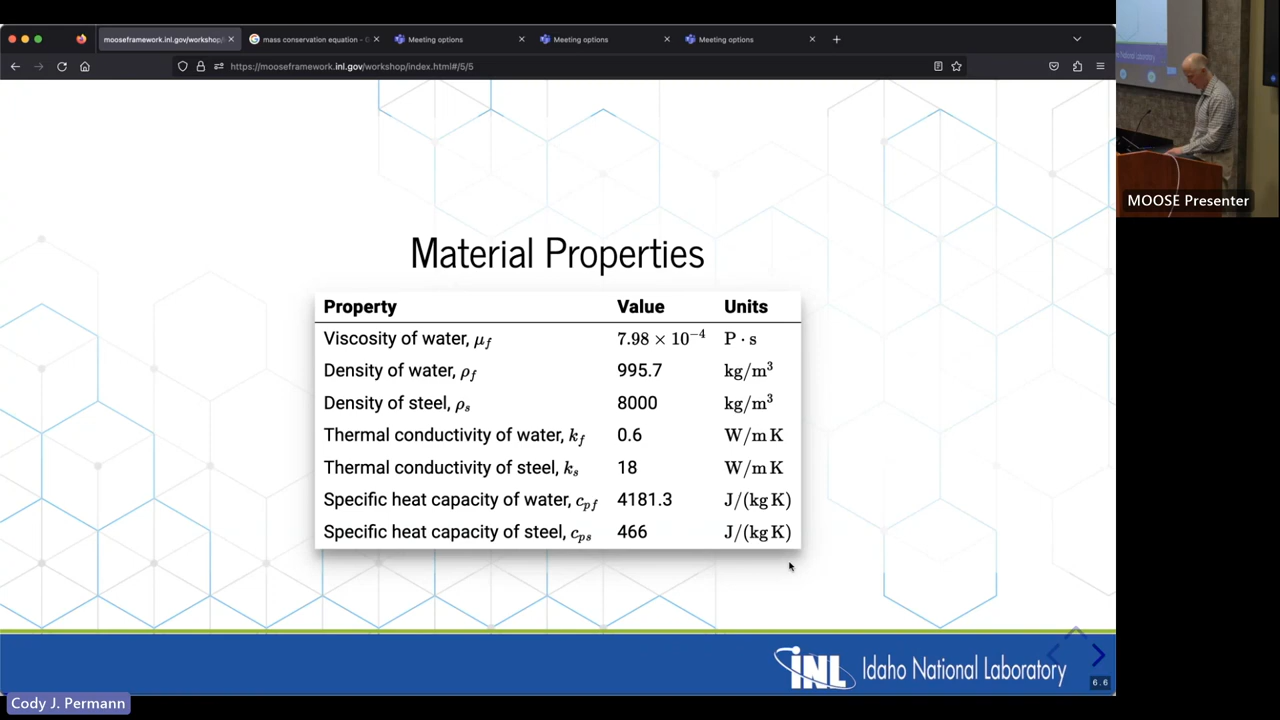 mooseframework.inl.gov/workshop/
mass conservation equation - G
Meeting options
Meeting options
Meeting options
https://mooseframework.inl.gov/workshop/index.html#/5/5
MOOSE Presenter
Material Properties
Property Value Units
Viscosity of water, μf 7.98 × 10⁻⁴ P · s
Density of water, ρf 995.7 kg/m³
Density of steel, ρs 8000 kg/m³
Thermal conductivity of water, kf 0.6 W/m K
Thermal conductivity of steel, ks 18 W/m K
Specific heat capacity of water, cpf 4181.3 J/(kg K)
Specific heat capacity of steel, cps 466 J/(kg K)
INL Idaho National Laboratory
6.6
Cody J. Permann